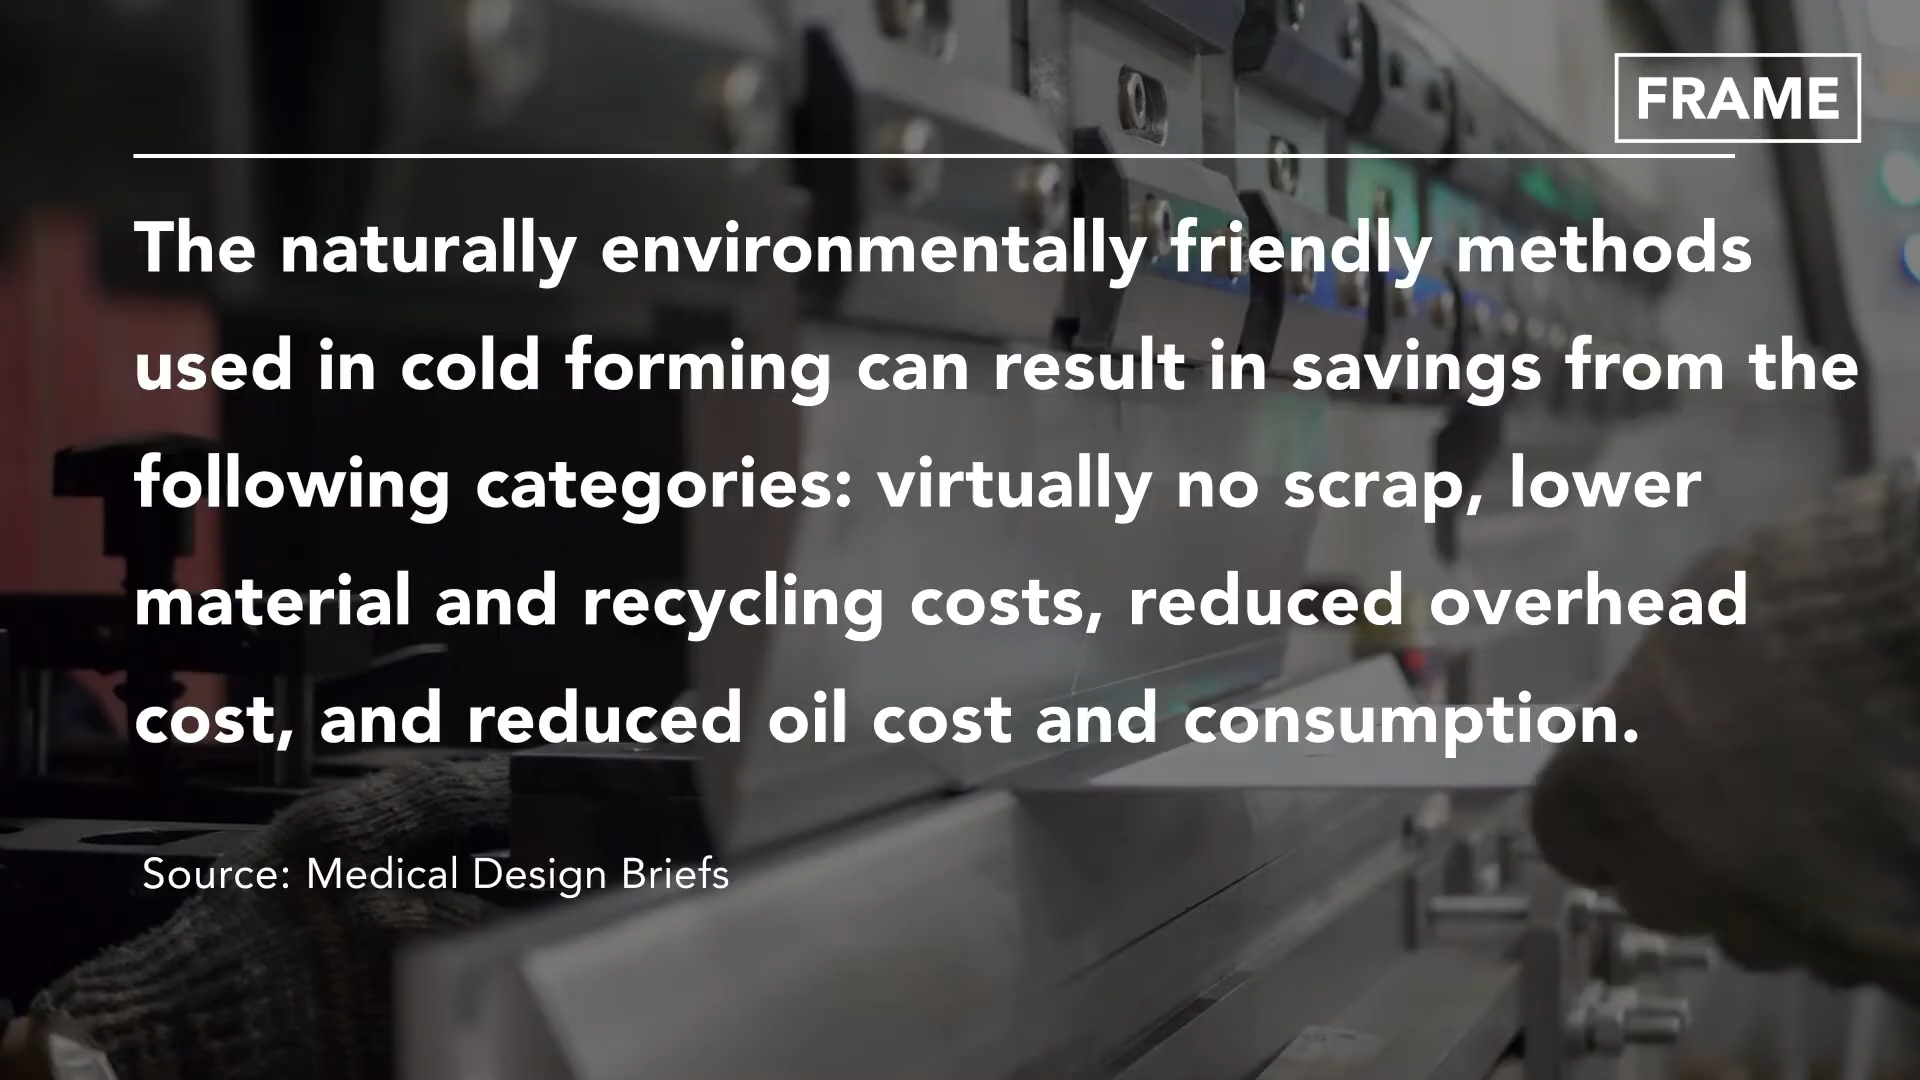 FRAME
The naturally environmentally friendly methods
used in cold forming can result in savings from the
following categories: virtually no scrap, lower
material and recycling costs, reduced overhead
cost, and reduced oil cost and consumption.
Source: Medical Design Briefs